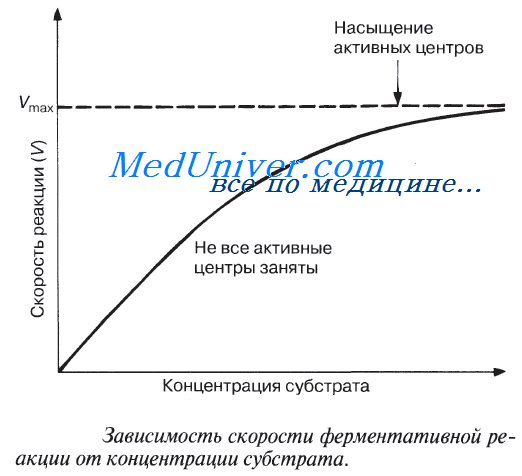 Насыщение
активных центров
Vmax
MedUniver.com
все по медицине...
Не все активные
центры заняты
Скорость реакции (V)
Концентрация субстрата
Зависимость скорости ферментативной ре-
акции от концентрации субстрата.